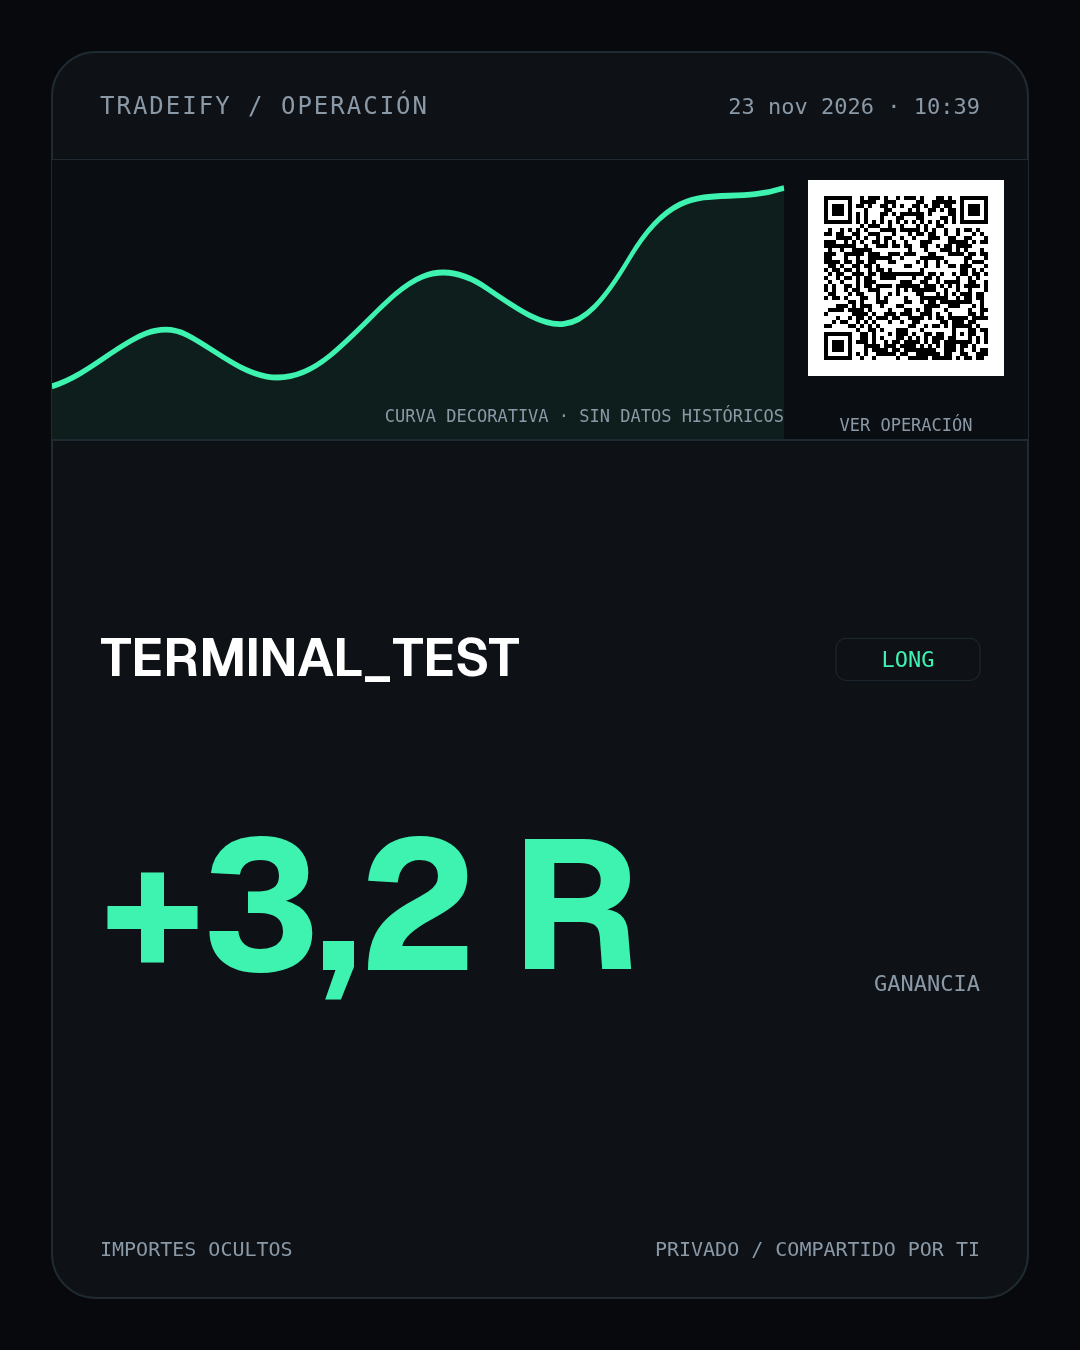 TRADEIFY / OPERACIÓN
23 nov 2026 · 10:39
CURVA DECORATIVA · SIN DATOS HISTÓRICOS
VER OPERACIÓN
TERMINAL_TEST
LONG
+3,2 R
GANANCIA
IMPORTES OCULTOS
PRIVADO / COMPARTIDO POR TI